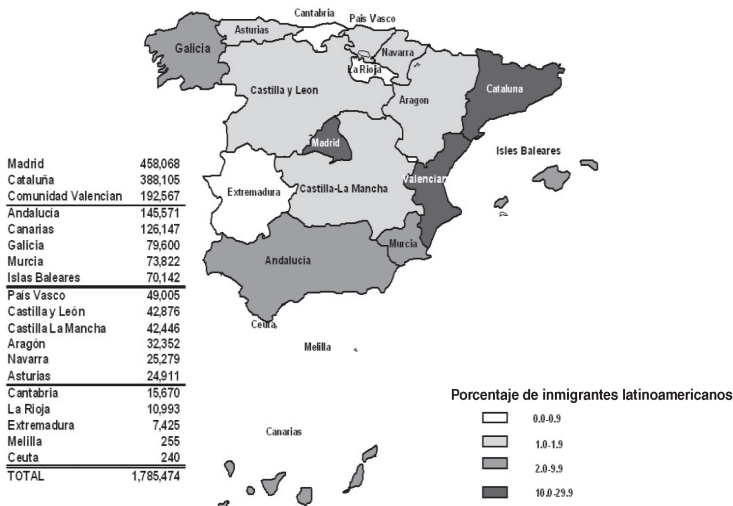 Cantabria
Pais Vasco
Asturias
Galicia
Navarra
La Rioja
Castilla y Leon
Cataluna
Aragon
Madrid
Isles Baleares
Extremadura
Castilla-La Mancha
Valencian
Murcia
Andalucía
Ceuta
Melilla
Canarias
Madrid 458,068
Cataluña 388,105
Comunidad Valencian 192,567
Andalucía 145,571
Canarias 126,147
Galicia 79,600
Murcia 73,822
Islas Baleares 70,142
País Vasco 49,005
Castilla y León 42,876
Castilla La Mancha 42,446
Aragón 32,352
Navarra 25,279
Asturias 24,911
Cantabria 15,670
La Rioja 10,993
Extremadura 7,425
Melilla 255
Ceuta 240
TOTAL 1,785,474
Porcentaje de inmigrantes latinoamericanos
0.0-0.9
1.0-1.9
2.0-9.9
10.0-29.9